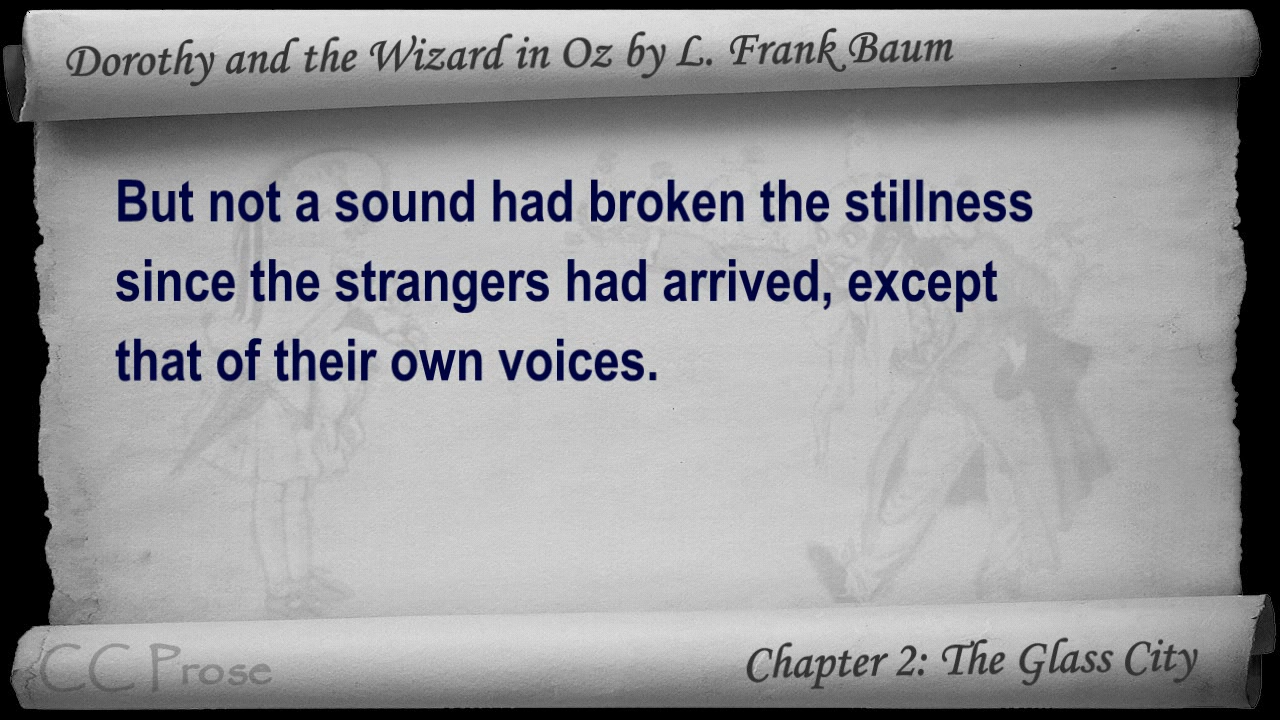 Dorothy and the Wizard in Oz by L. Frank Baum
But not a sound had broken the stillness
since the strangers had arrived, except
that of their own voices.
CC Prose
Chapter 2: The Glass City